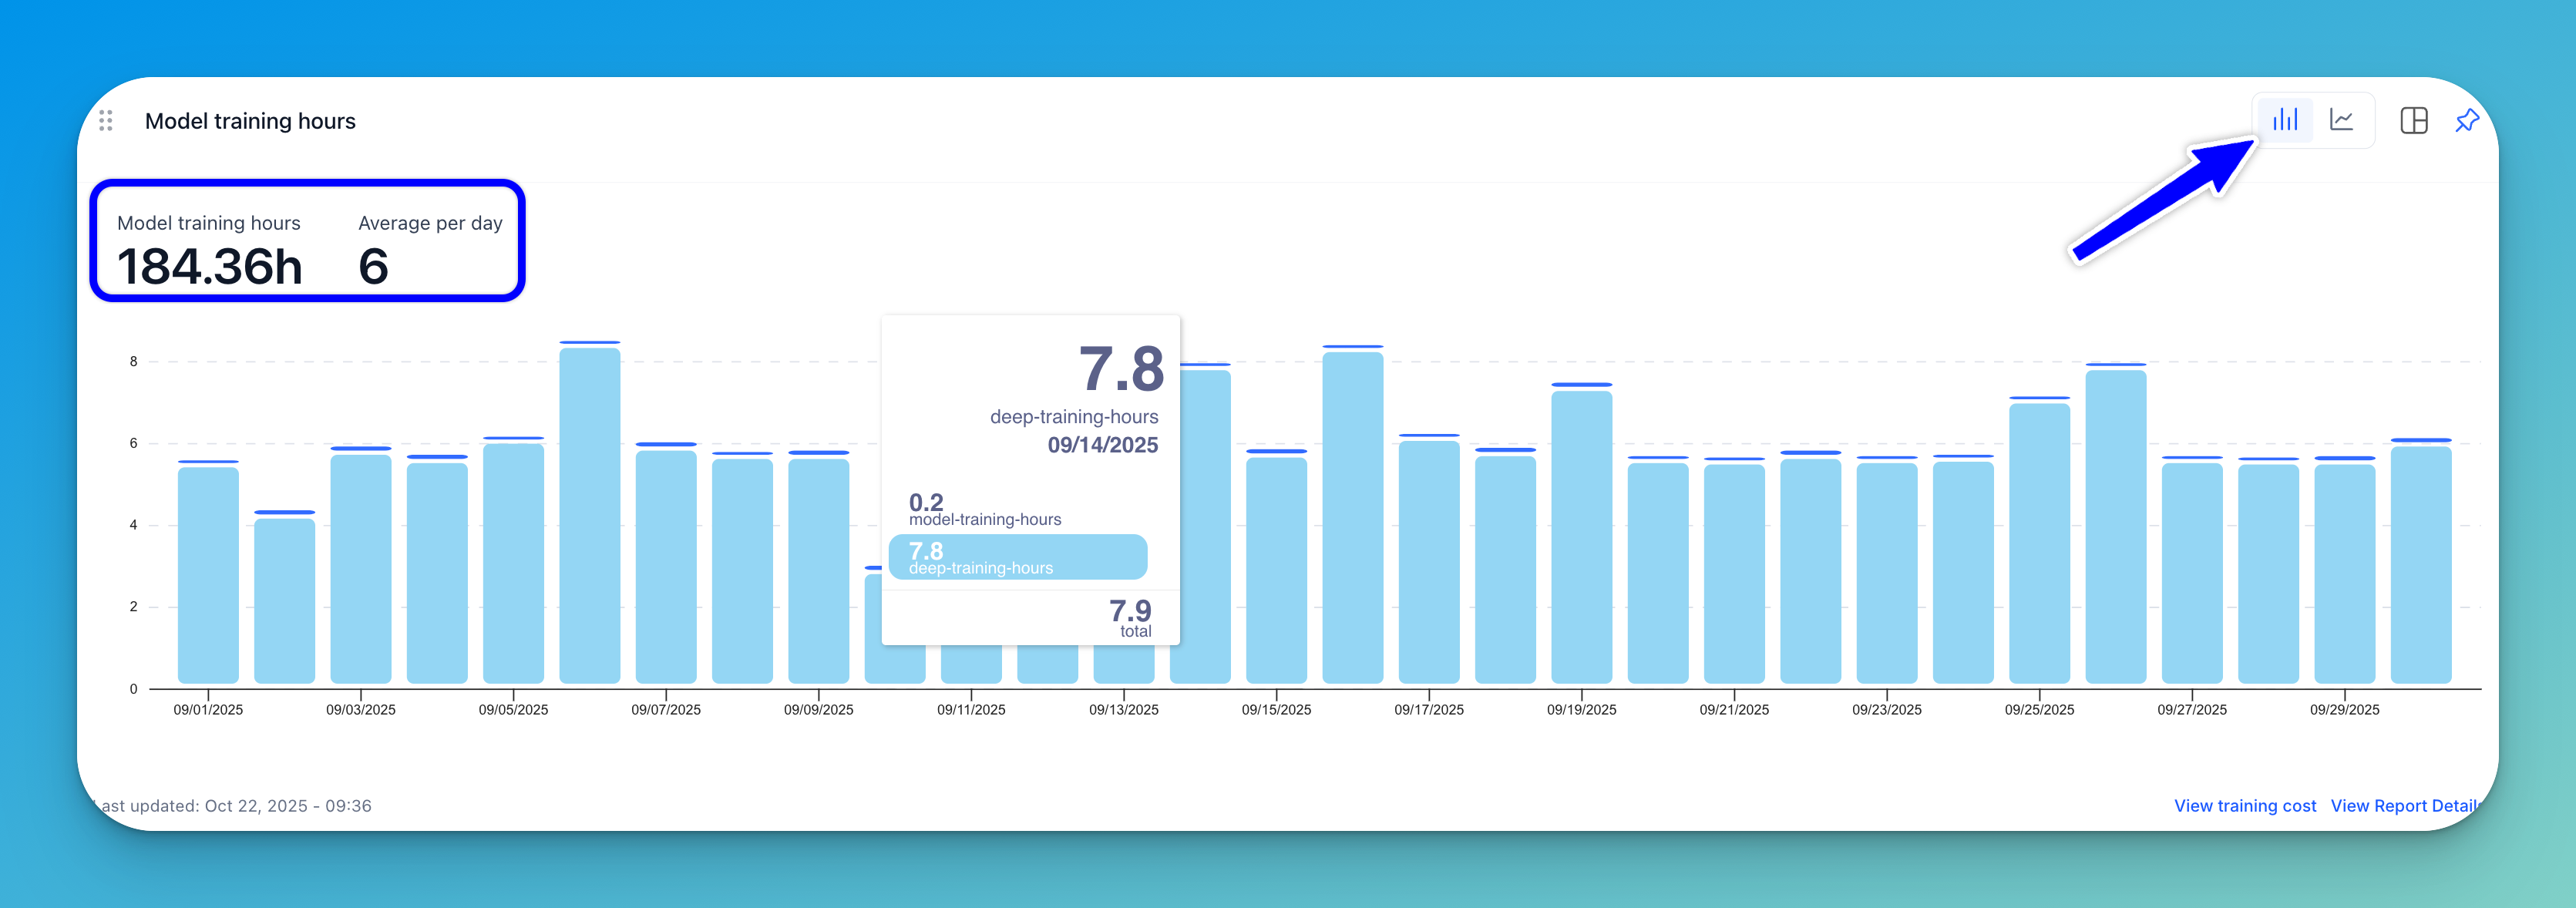 Model training hours
Model training hours Average per day
184.36h 6
7.8
deep-training-hours
09/14/2025
0.2
model-training-hours
7.8
deep-training-hours
7.9
total
8
6
4
2
0
09/01/2025 09/03/2025 09/05/2025 09/07/2025 09/09/2025 09/11/2025 09/13/2025 09/15/2025 09/17/2025 09/19/2025 09/21/2025 09/23/2025 09/25/2025 09/27/2025 09/29/2025
Last updated: Oct 22, 2025 - 09:36 View training cost View Report Details